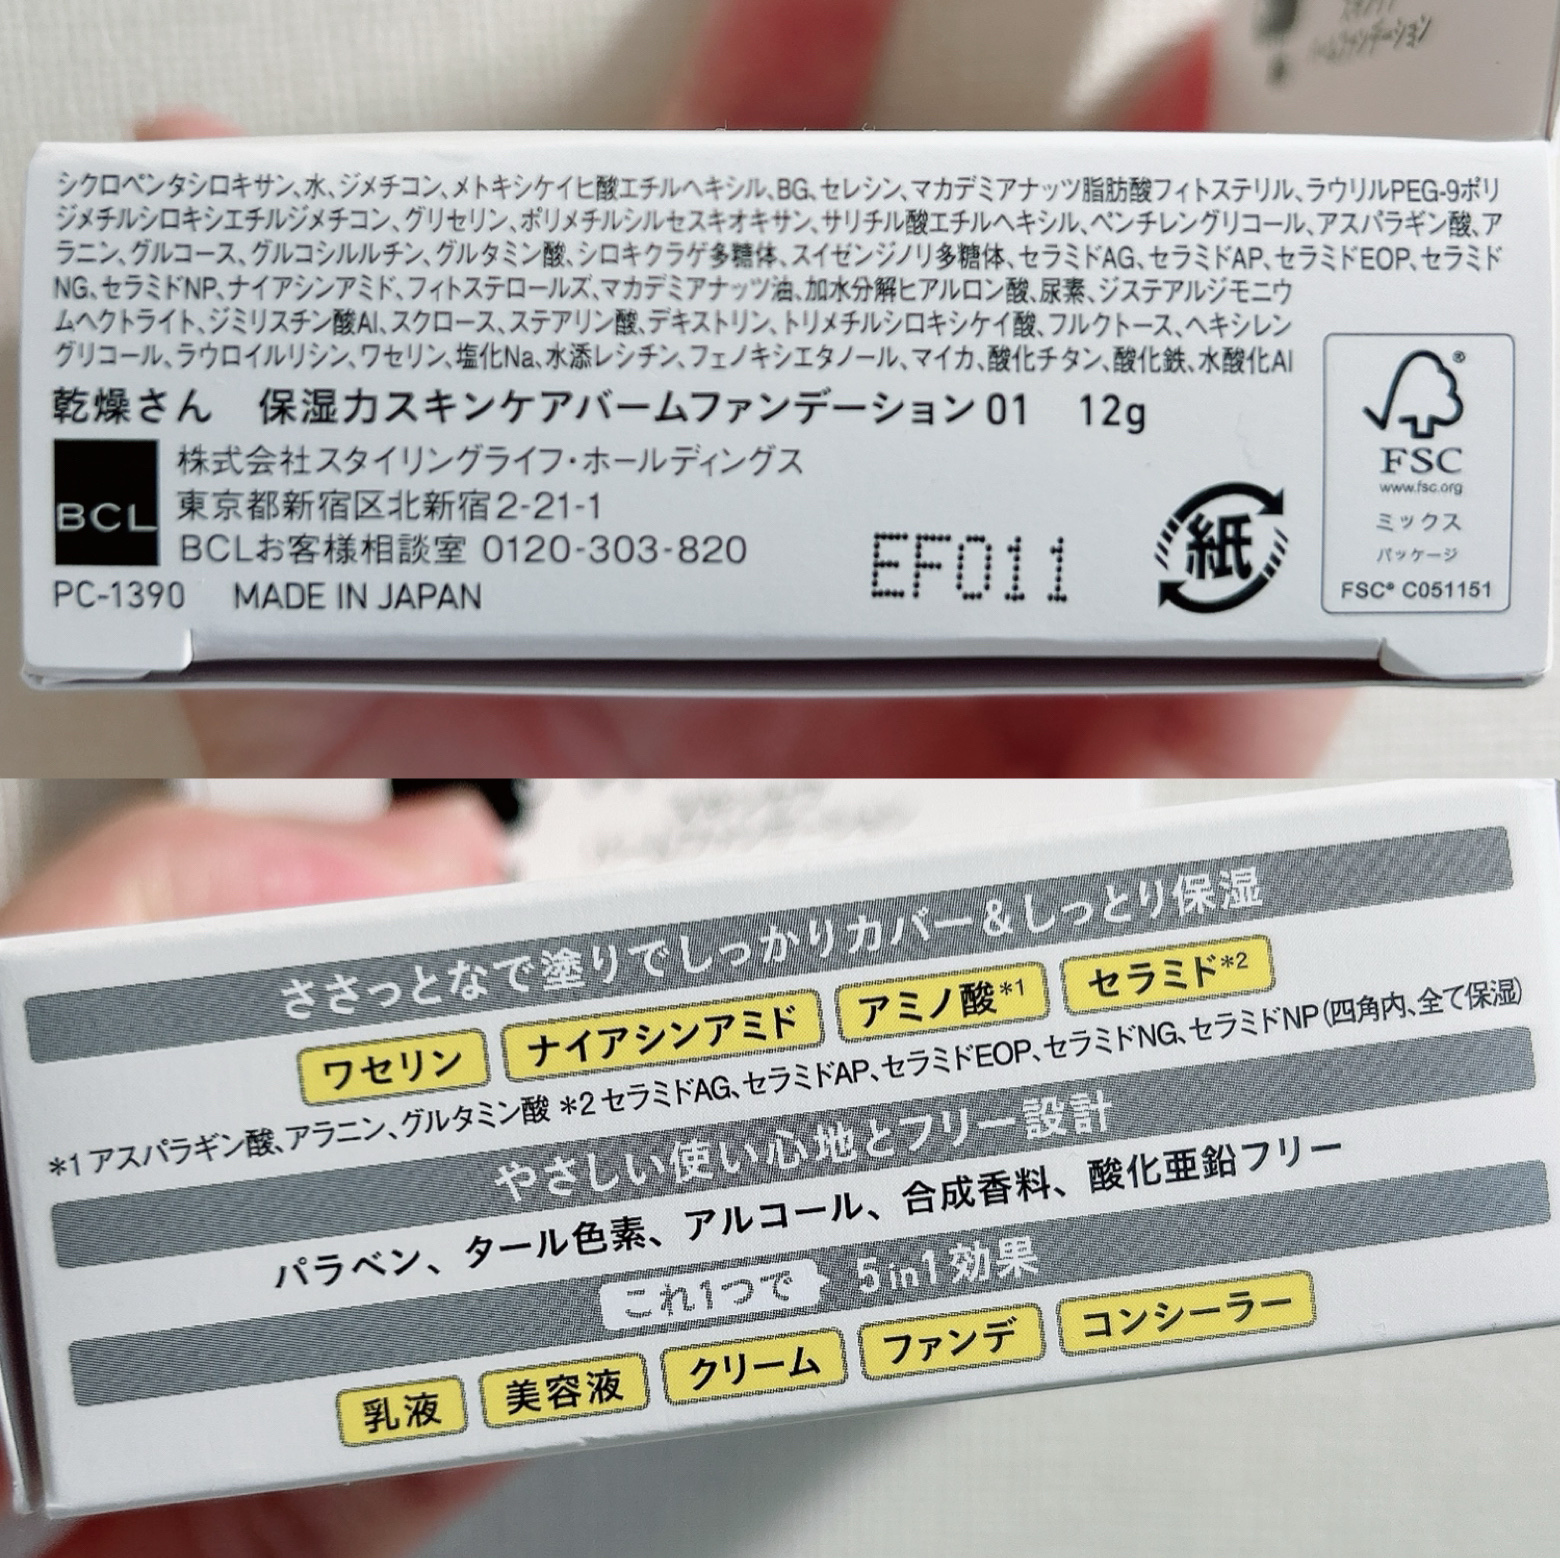 ームファンデーション
シクロペンタシロキサン、水、ジメチコン、メトキシケイヒ酸エチルヘキシル、BG、セレシン、マカデミアナッツ脂肪酸フィトステリル、ラウリルPEG-9ポリ
ジメチルシロキシエチルジメチコン、グリセリン、ポリメチルシルセスキオキサン、サリチル酸エチルヘキシル、ペンチレングリコール、アスパラギン酸、ア
ラニン、グルコース、グルコシルルチン、グルタミン酸、シロキクラゲ多糖体、スイゼンジノリ多糖体、セラミドAG、セラミドAP、セラミドEOP、セラミド
NG、セラミドNP、ナイアシンアミド、フィトステロールズ、マカデミアナッツ油、加水分解ヒアルロン酸、尿素、ジステアルジモニウ
ムヘクトライト、ジミリスチン酸Al、スクロース、ステアリン酸、デキストリン、トリメチルシロキシケイ酸、フルクトース、ヘキシレン
グリコール、ラウロイルリシン、ワセリン、塩化Na、水添レシチン、フェノキシエタノール、マイカ、酸化チタン、酸化鉄、水酸化Al
乾燥さん 保湿力スキンケアバームファンデーション01 12g
BCL
株式会社スタイリングライフ・ホールディングス
東京都新宿区北新宿2-21-1
BCLお客様相談室 0120-303-820
PC-1390 MADE IN JAPAN
EF011
紙
®
FSC
www.fsc.org
ミックス
パッケージ
FSC® C051151
ささっとなで塗りでしっかりカバー&しっとり保湿
ワセリン ナイアシンアミド アミノ酸*1 セラミド*2
*1 アスパラギン酸、アラニン、グルタミン酸 *2 セラミドAG、セラミドAP、セラミドEOP、セラミドNG、セラミドNP(四角内、全て保湿)
やさしい使い心地とフリー設計
パラベン、タール色素、アルコール、合成香料、酸化亜鉛フリー
これ1つで 5in1効果
乳液 美容液 クリーム ファンデ コンシーラー